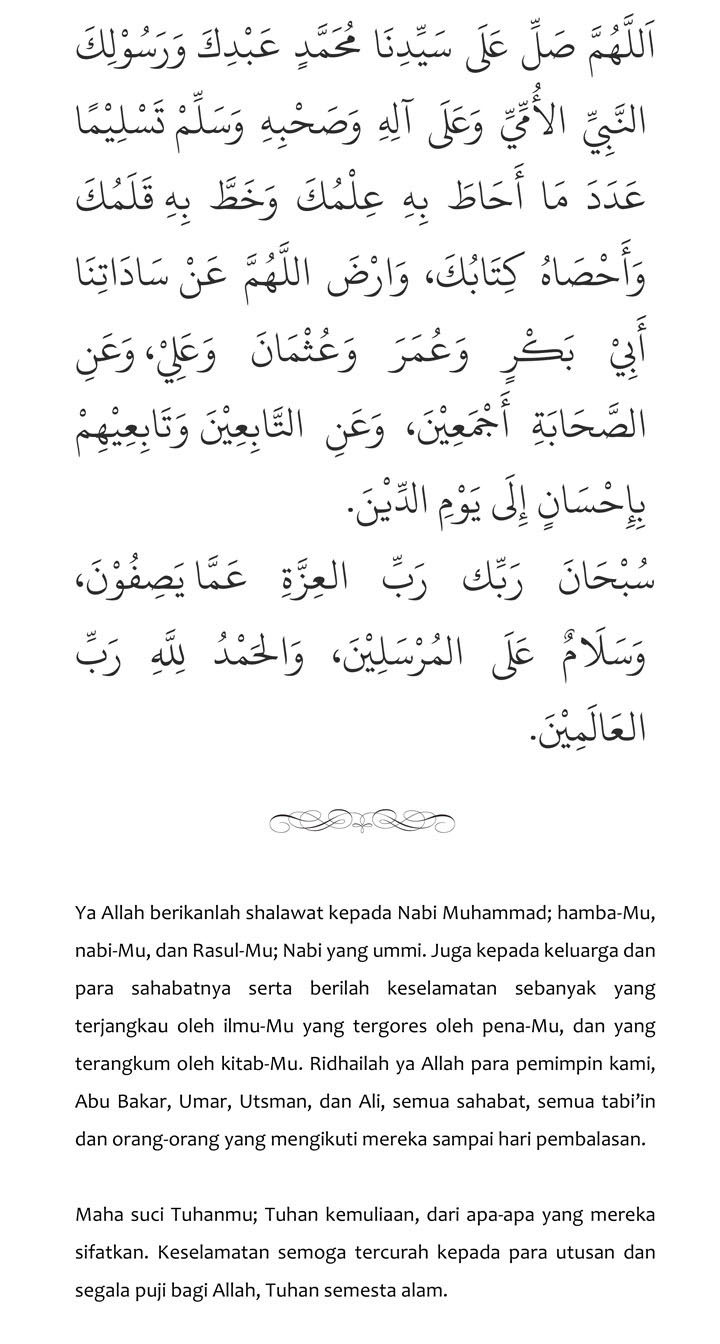 اَللَّهُمَّ صَلِّ عَلَى سَيِّدِنَا مُحَمَّدٍ عَبْدِكَ وَرَسُوْلِكَ
النَّبِيِّ الأُمِّيِّ وَعَلَى آلِهِ وَصَحْبِهِ وَسَلِّمْ تَسْلِيْمًا
عَدَدَ مَا أَحَاطَ بِهِ عِلْمُكَ وَخَطَّ بِهِ قَلَمُكَ
وَأَحْصَاهُ كِتَابُكَ، وَارْضَ اللَّهُمَّ عَنْ سَادَاتِنَا
أَبِيْ بَكْرٍ وَعُمَرَ وَعُثْمَانَ وَعَلِيْ، وَعَنِ
الصَّحَابَةِ أَجْمَعِيْنَ، وَعَنِ التَّابِعِيْنَ وَتَابِعِيْهِمْ
بِإِحْسَانٍ إِلَى يَوْمِ الدِّيْنَ.
سُبْحَانَ رَبِّك رَبِّ العِزَّةِ عَمَّا يَصِفُوْنَ،
وَسَلَامٌ عَلَى المُرْسَلِيْنَ، وَالحَمْدُ لِلَّهِ رَبِّ
العَالَمِيْنَ.
Ya Allah berikanlah shalawat kepada Nabi Muhammad; hamba-Mu,
nabi-Mu, dan Rasul-Mu; Nabi yang ummi. Juga kepada keluarga dan
para sahabatnya serta berilah keselamatan sebanyak yang
terjangkau oleh ilmu-Mu yang tergores oleh pena-Mu, dan yang
terangkum oleh kitab-Mu. Ridhailah ya Allah para pemimpin kami,
Abu Bakar, Umar, Utsman, dan Ali, semua sahabat, semua tabi’in
dan orang-orang yang mengikuti mereka sampai hari pembalasan.
Maha suci Tuhanmu; Tuhan kemuliaan, dari apa-apa yang mereka
sifatkan. Keselamatan semoga tercurah kepada para utusan dan
segala puji bagi Allah, Tuhan semesta alam.